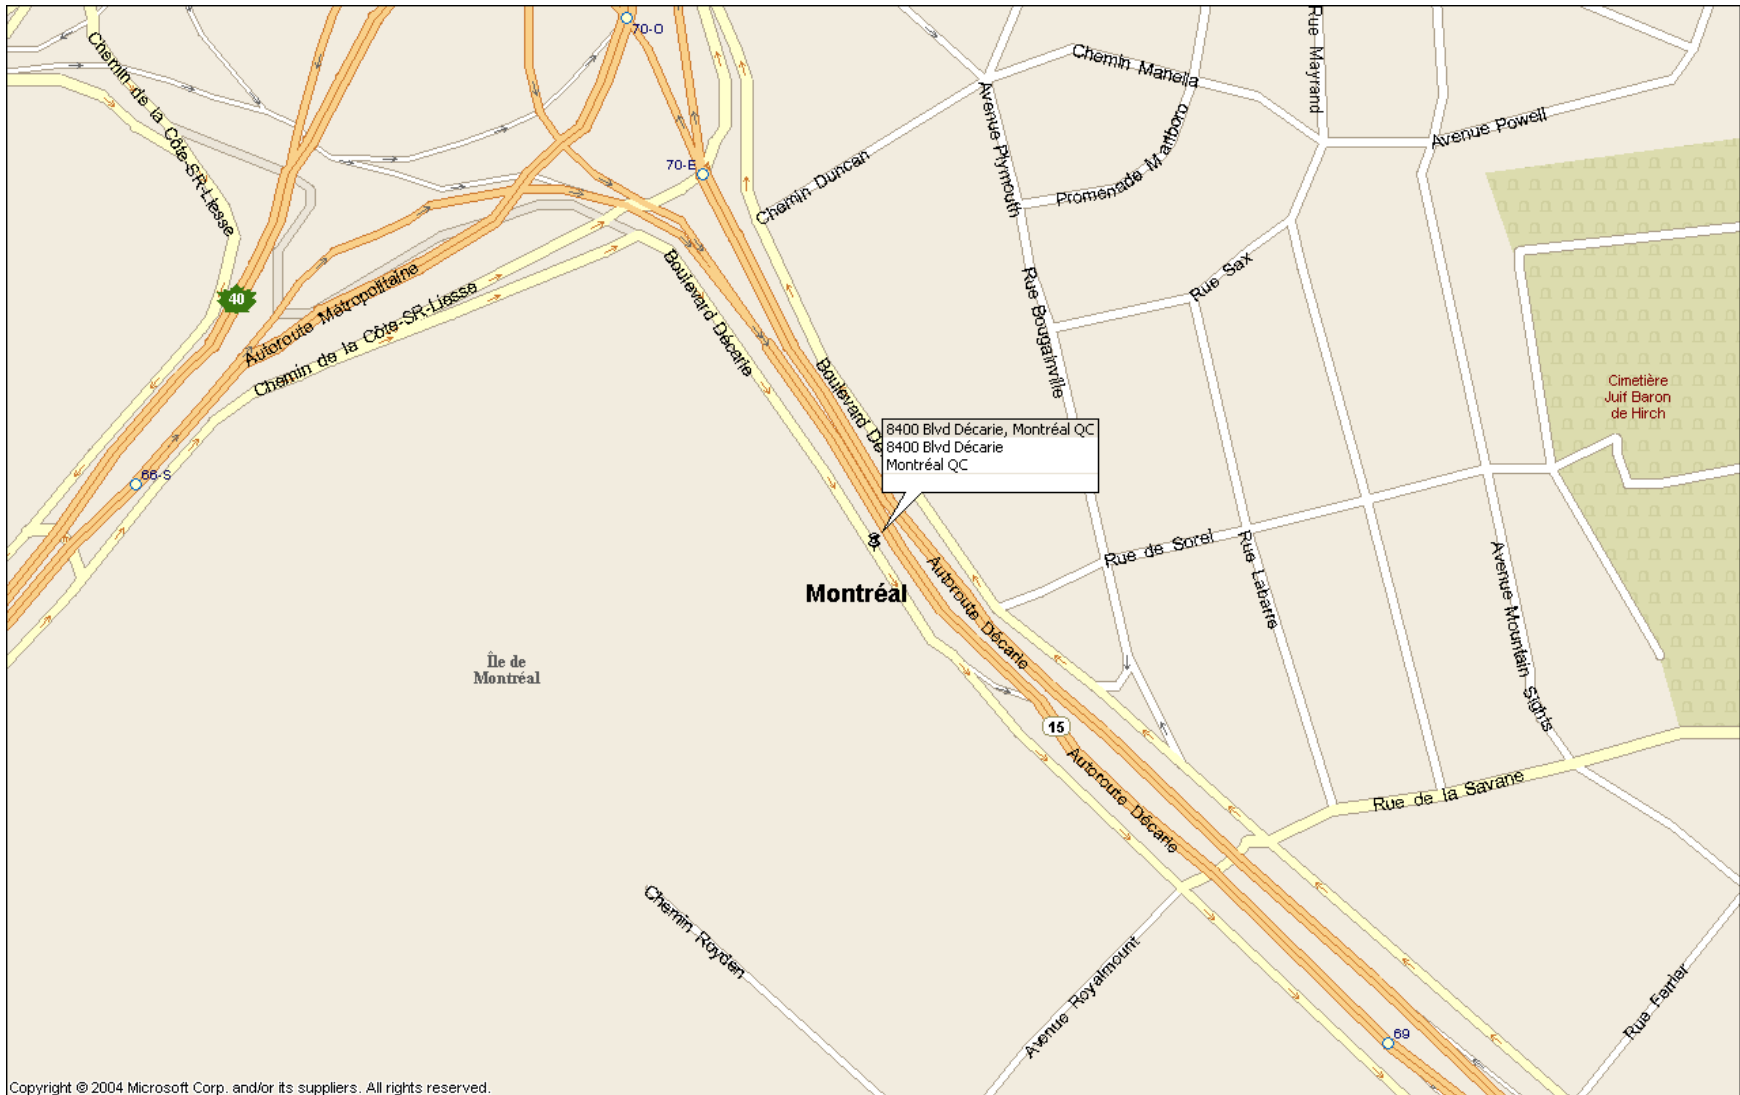 70-O
Chemin de la Côte-SR-Liesse
Chemin Manella
Rue Mayrand
Avenue Powell
Avenue Plymouth
Promenade Marlboro
70-E
Chemin Duncan
Rue Sax
40
Autoroute Métropolitaine
Chemin de la Côte-SR-Liesse
Boulevard Décarie
Rue Bougainville
Boulevard De
Cimetière
Juif Baron
de Hirch
8400 Blvd Décarie, Montréal QC
8400 Blvd Décarie
Montréal QC
66-S
Rue de Sorel
Rue Labarre
Avenue Mountain Sights
Autoroute Décarie
Montréal
Île de
Montréal
15
Autoroute Décarie
Rue de la Savane
Chemin Royden
Avenue Royalmount
Rue Ferrier
69
Copyright © 2004 Microsoft Corp. and/or its suppliers. All rights reserved.